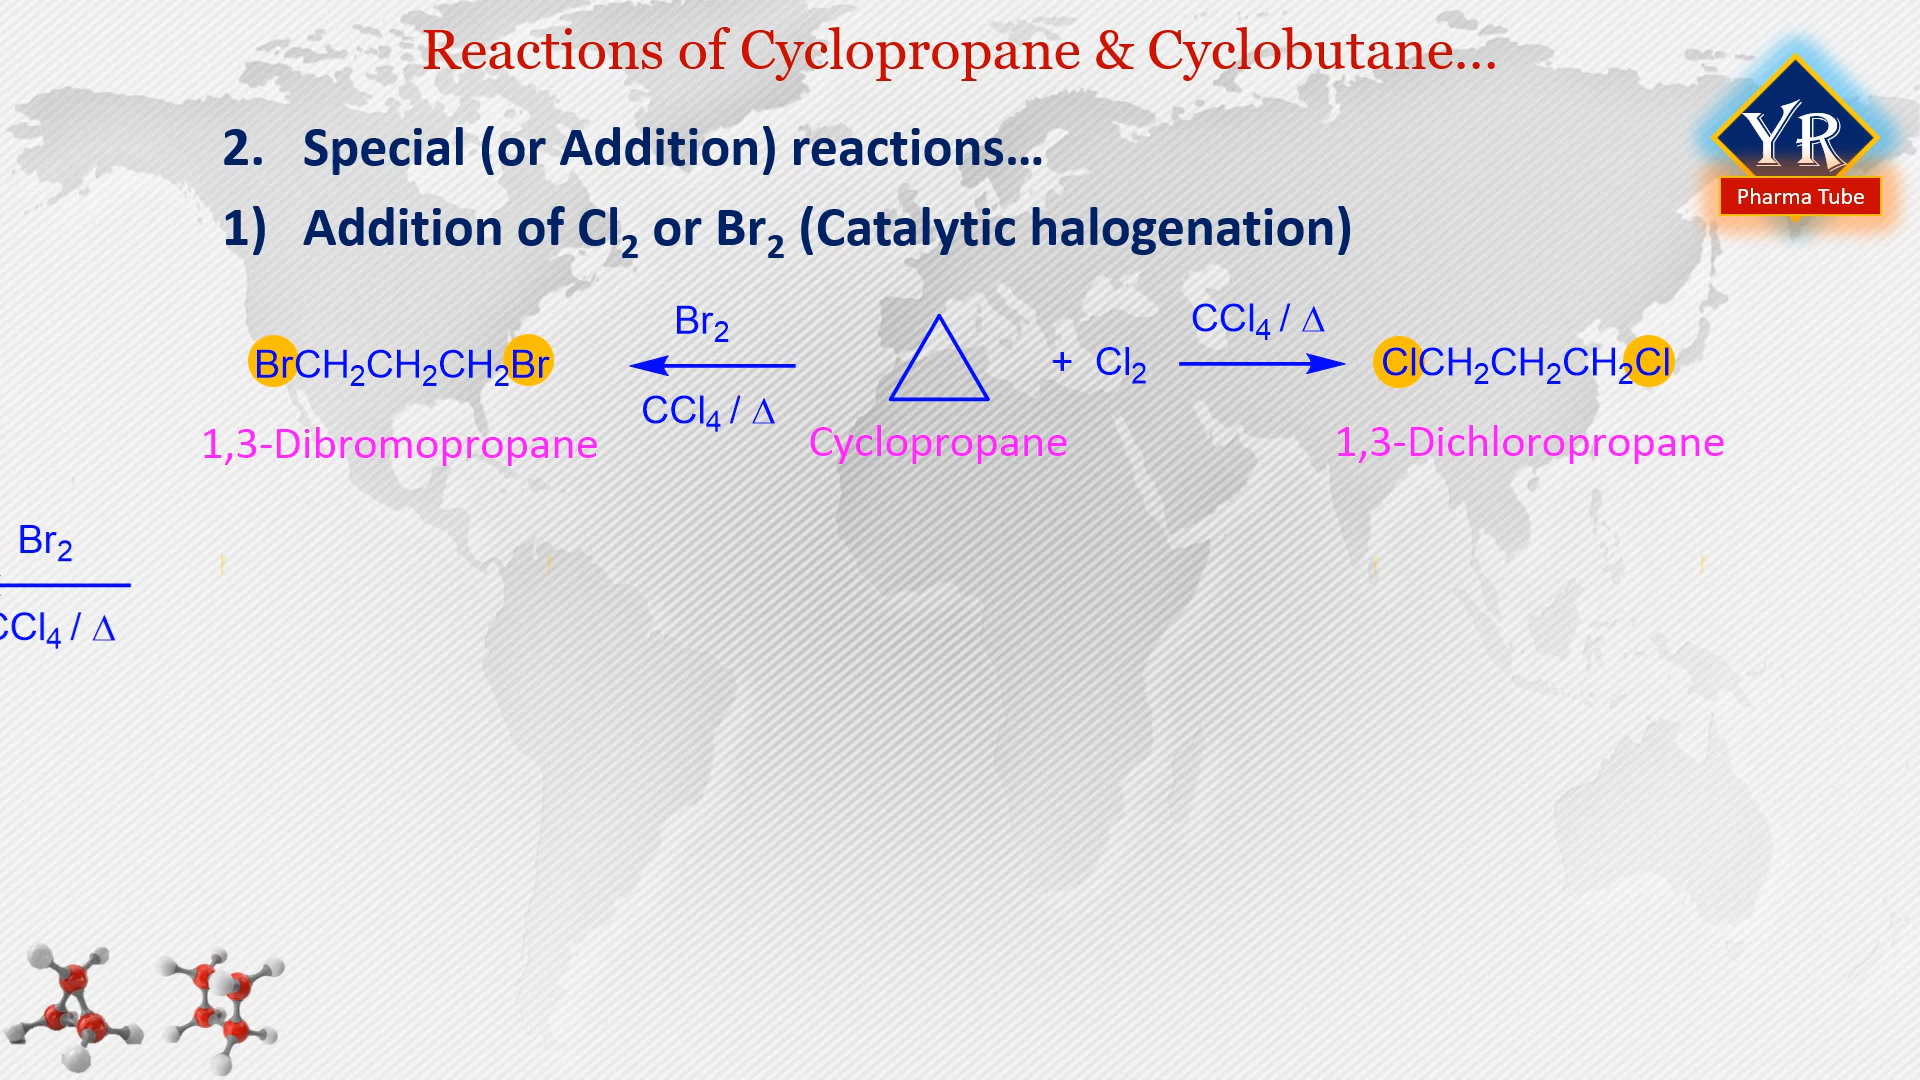 Reactions of Cyclopropane & Cyclobutane...
YR
Pharma Tube
2. Special (or Addition) reactions...
1) Addition of Cl₂ or Br₂ (Catalytic halogenation)
BrCH₂CH₂CH₂Br
Br₂
CCl₄ / Δ
+ Cl₂
CCl₄ / Δ
ClCH₂CH₂CH₂Cl
1,3-Dibromopropane
Cyclopropane
1,3-Dichloropropane
Br₂
CCl₄ / Δ